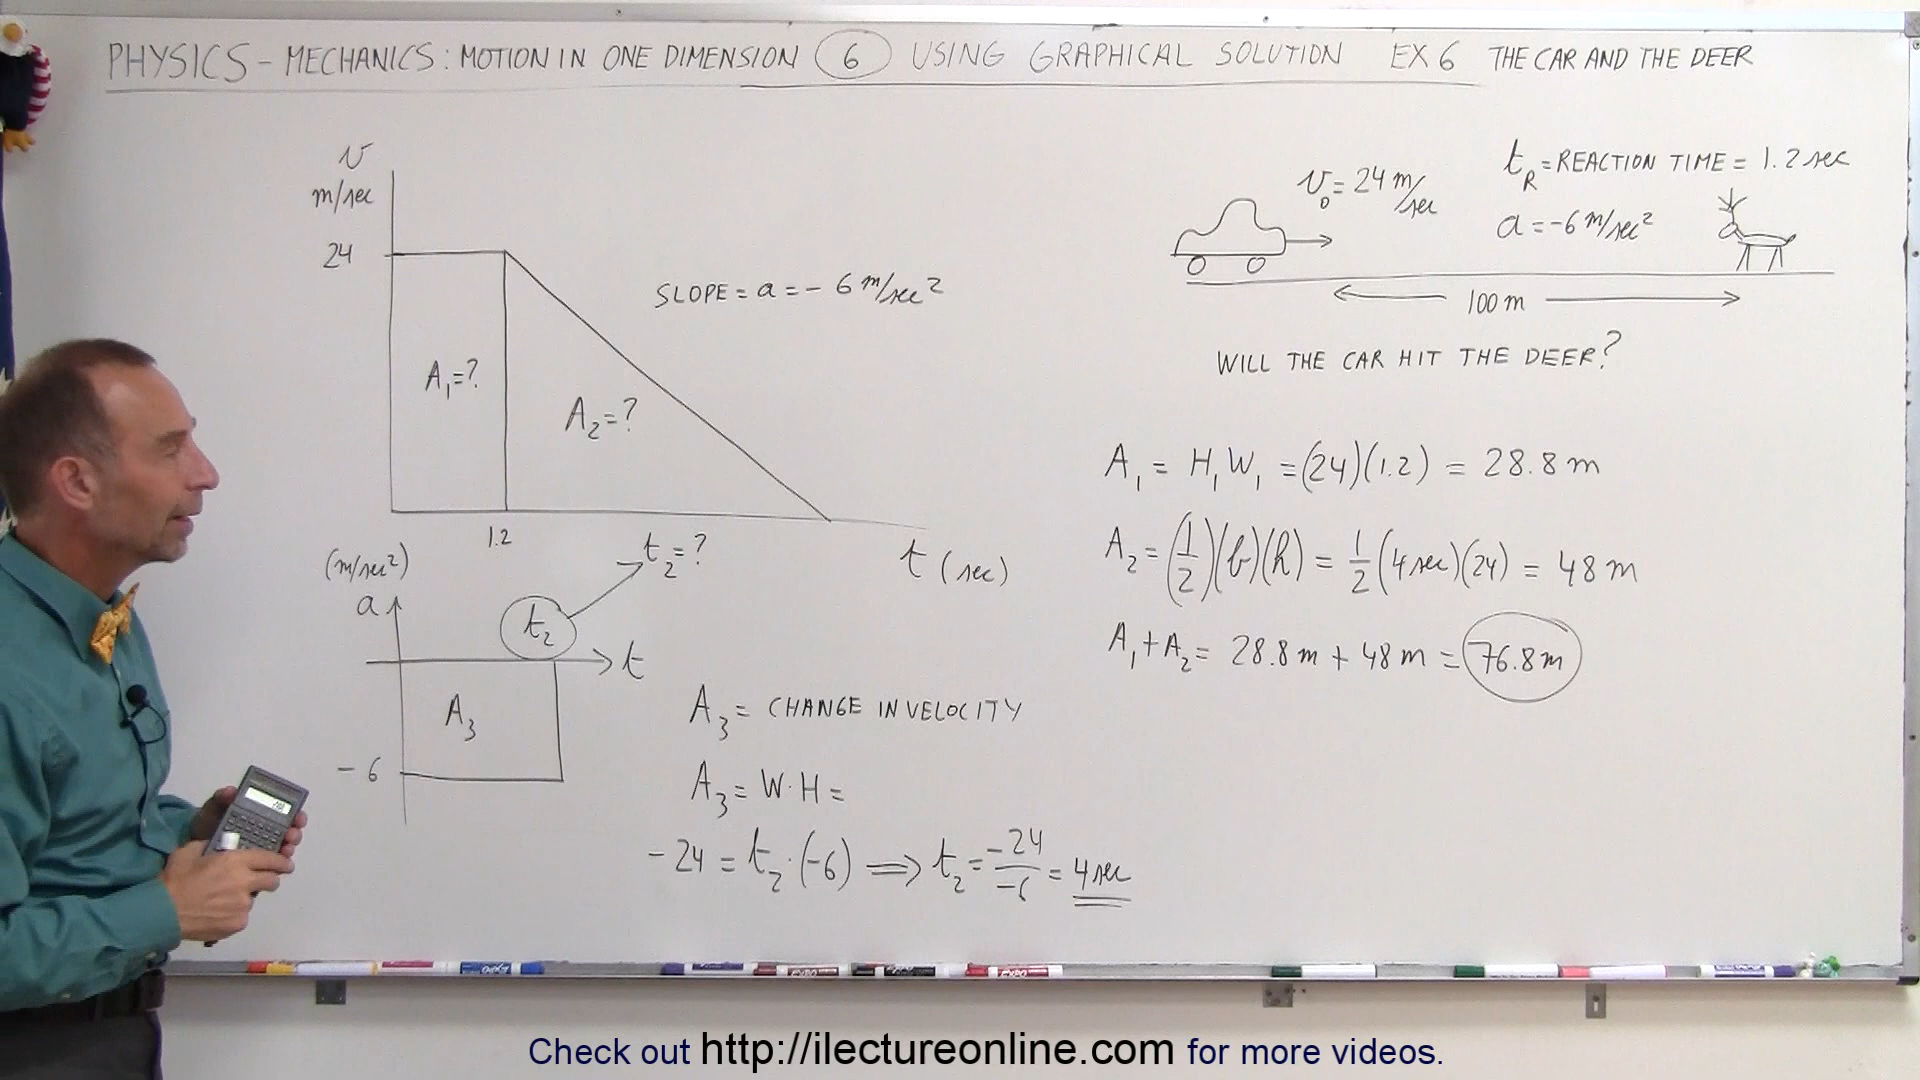 PHYSICS - MECHANICS: MOTION IN ONE DIMENSION 6 USING GRAPHICAL SOLUTION EX 6 THE CAR AND THE DEER
v
m/sec
24
A₁=?
A₂=?
SLOPE = a = - 6 m/sec²
1.2
t₂=?
t (sec)
(m/sec²)
a
t₂
t
A₃
-6
A₃ = CHANGE IN VELOCITY
A₃ = W·H =
-24 = t₂·(-6) ⟹ t₂ = -24/-6 = 4 sec
v₀ = 24 m/sec
t_R = REACTION TIME = 1.2 sec
a = -6 m/sec²
100 m
WILL THE CAR HIT THE DEER?
A₁ = H₁W₁ = (24)(1.2) = 28.8 m
A₂ = (1/2)(b)(h) = 1/2 (4 sec)(24) = 48 m
A₁+A₂ = 28.8 m + 48 m = 76.8 m
Check out http://ilectureonline.com for more videos.